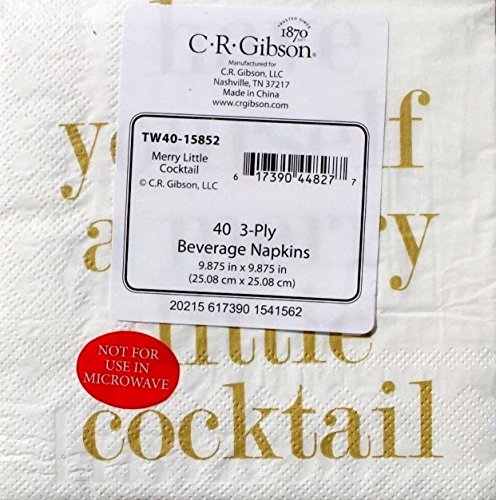 TRUSTED SINCE
1870
C·R·Gibson®
Manufactured for
C.R. Gibson, LLC
Nashville, TN 37217
Made in China
www.crgibson.com
TW40-15852
Merry Little
Cocktail
© C.R. Gibson, LLC
6 17390 44827 7
40 3-Ply
Beverage Napkins
9.875 in x 9.875 in
(25.08 cm x 25.08 cm)
20215 617390 1541562
little
cocktail
NOT FOR
USE IN
MICROWAVE